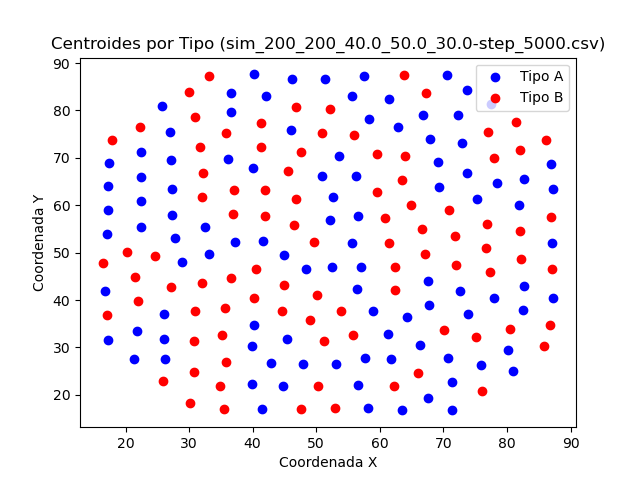 Centroides por Tipo (sim_200_200_40.0_50.0_30.0-step_5000.csv)
Tipo A
Tipo B
90
80
70
60
50
40
30
20
Coordenada Y
20 30 40 50 60 70 80 90
Coordenada X